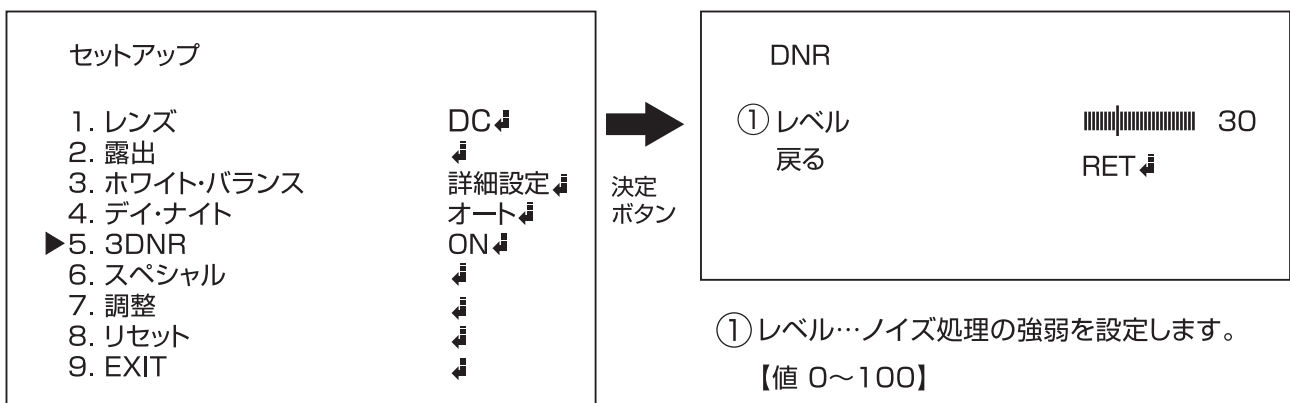 セットアップ
1. レンズ DC↲
2. 露出 ↲
3. ホワイト・バランス 詳細設定↲
4. デイ・ナイト オート↲
▶5. 3DNR ON↲
6. スペシャル ↲
7. 調整 ↲
8. リセット ↲
9. EXIT ↲
決定
ボタン
DNR
①レベル 30
戻る RET↲
①レベル…ノイズ処理の強弱を設定します。
【値 0～100】